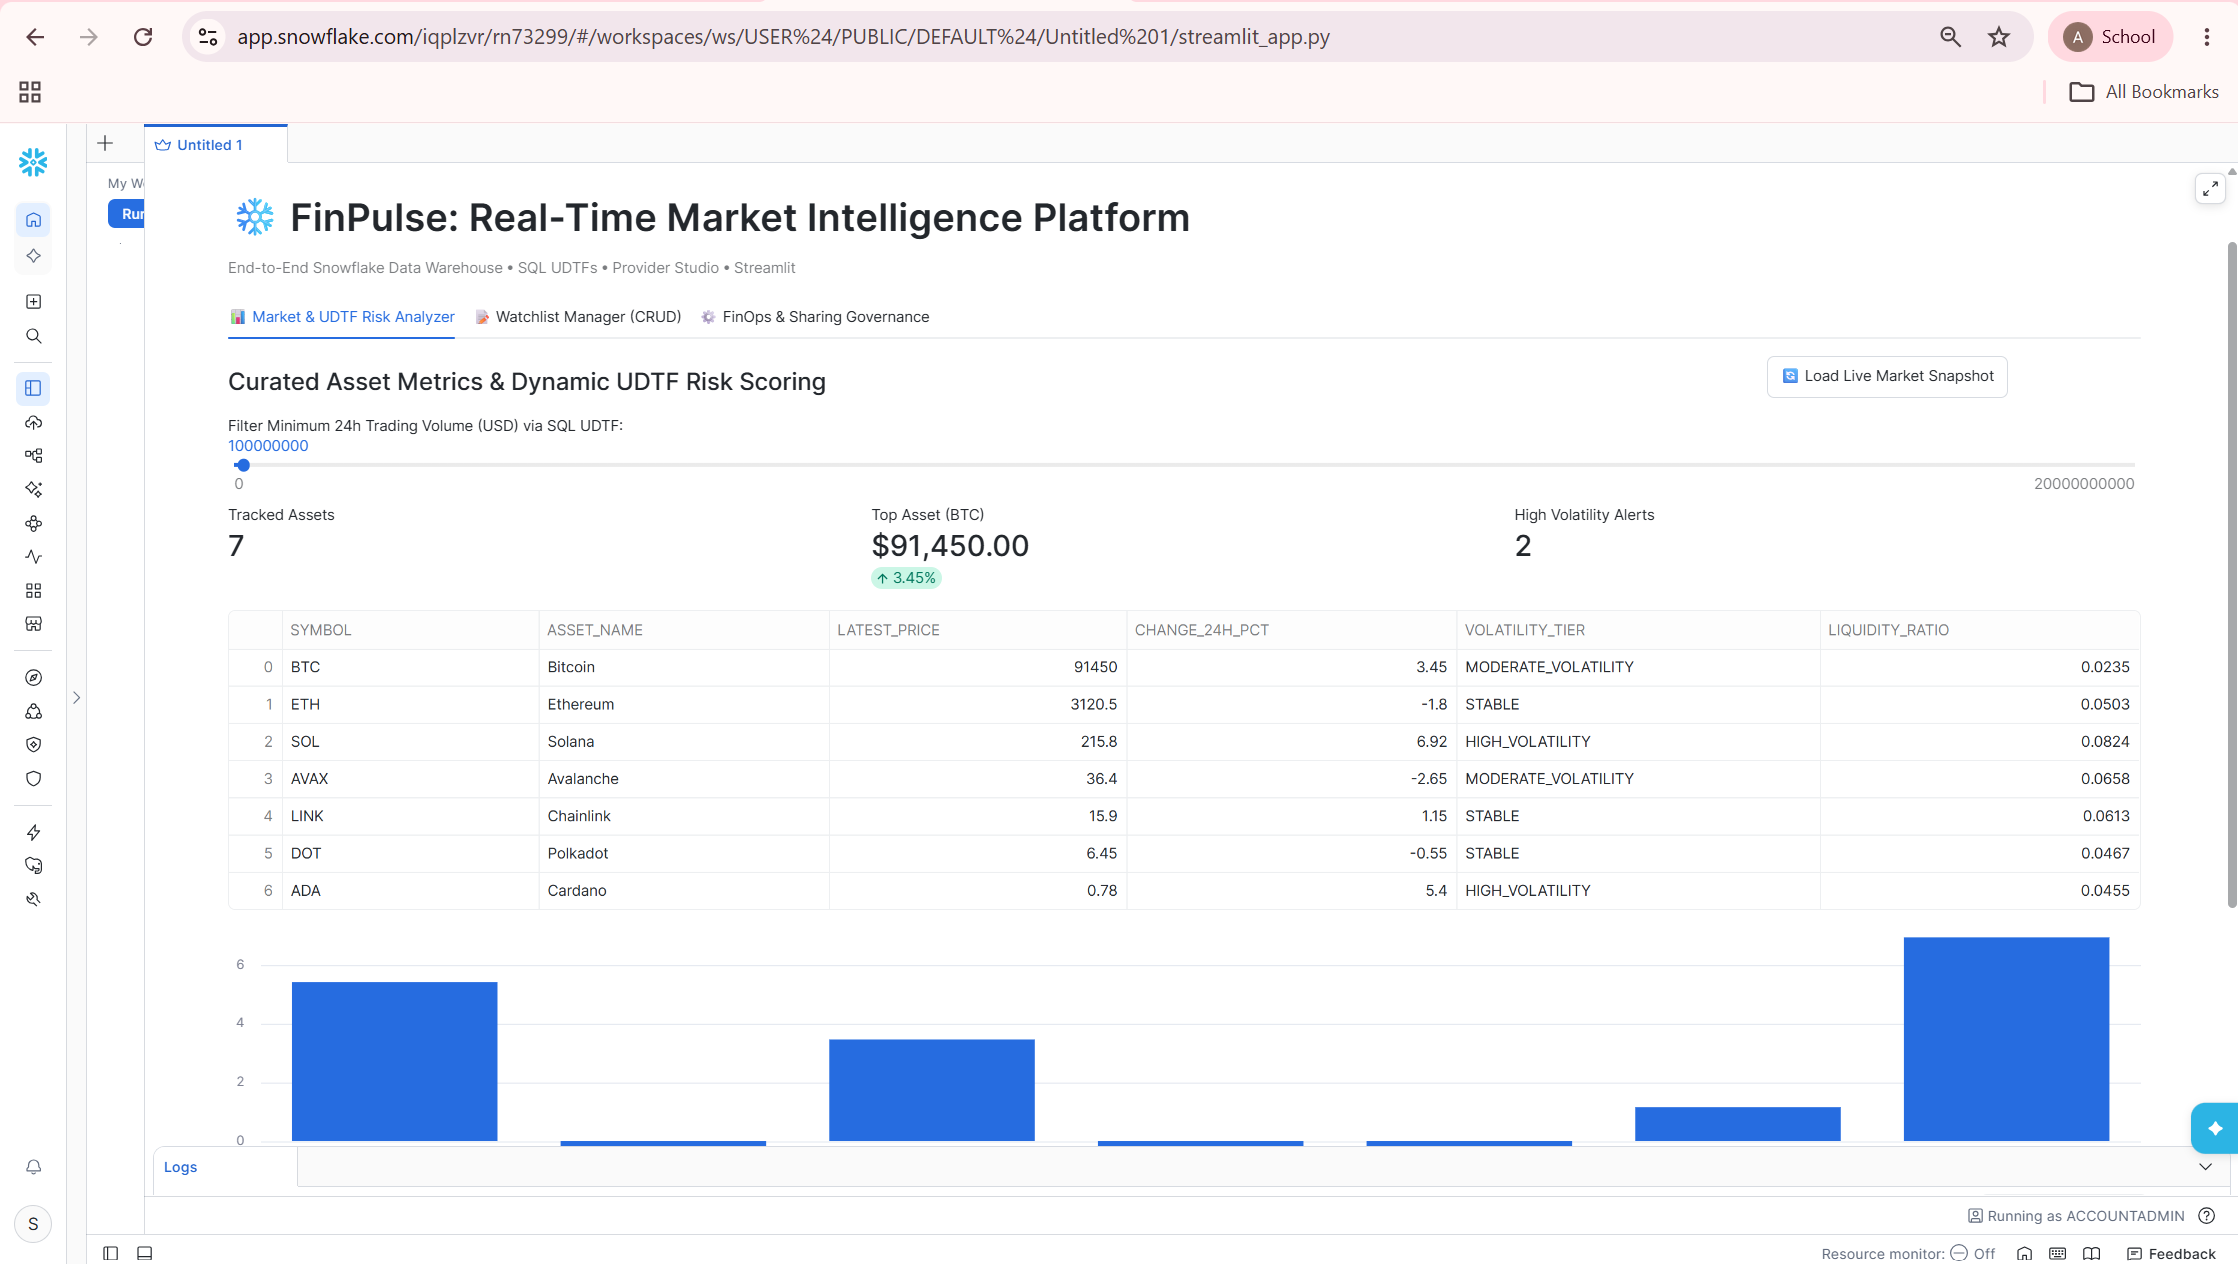 app.snowflake.com/iqplzvr/rn73299/#/workspaces/ws/USER%24/PUBLIC/DEFAULT%24/Untitled%201/streamlit_app.py
A School
All Bookmarks
Untitled 1
My Wo
Run
FinPulse: Real-Time Market Intelligence Platform
End-to-End Snowflake Data Warehouse • SQL UDTFs • Provider Studio • Streamlit
Market & UDTF Risk Analyzer Watchlist Manager (CRUD) FinOps & Sharing Governance
Curated Asset Metrics & Dynamic UDTF Risk Scoring
Load Live Market Snapshot
Filter Minimum 24h Trading Volume (USD) via SQL UDTF:
100000000
0 20000000000
Tracked Assets Top Asset (BTC) High Volatility Alerts
7 $91,450.00 2
↑ 3.45%
SYMBOL ASSET_NAME LATEST_PRICE CHANGE_24H_PCT VOLATILITY_TIER LIQUIDITY_RATIO
0 BTC Bitcoin 91450 3.45 MODERATE_VOLATILITY 0.0235
1 ETH Ethereum 3120.5 -1.8 STABLE 0.0503
2 SOL Solana 215.8 6.92 HIGH_VOLATILITY 0.0824
3 AVAX Avalanche 36.4 -2.65 MODERATE_VOLATILITY 0.0658
4 LINK Chainlink 15.9 1.15 STABLE 0.0613
5 DOT Polkadot 6.45 -0.55 STABLE 0.0467
6 ADA Cardano 0.78 5.4 HIGH_VOLATILITY 0.0455
6
4
2
0
Logs
Running as ACCOUNTADMIN
S
Resource monitor: Off Feedback